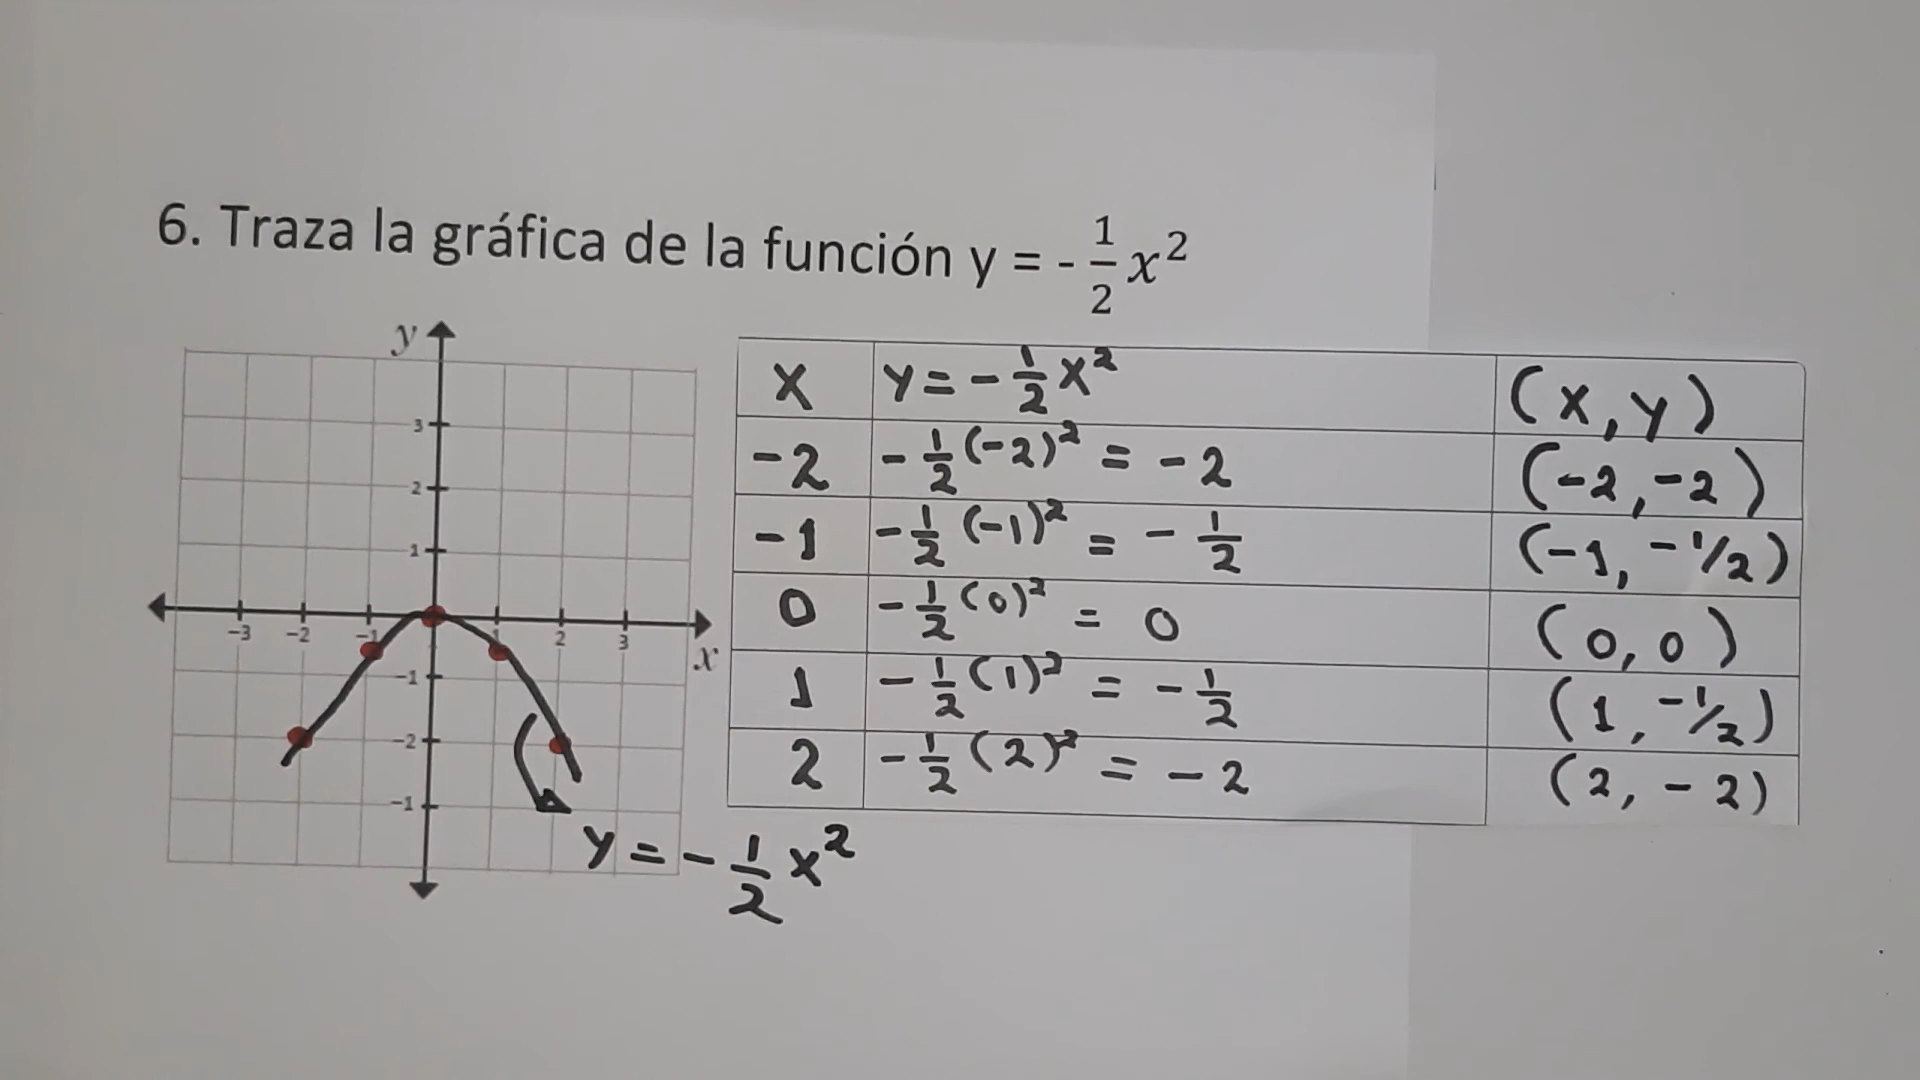 6. Traza la gráfica de la función y = - 1/2 x²
y
3
2
1
-3 -2 -1 1 2 3
x
-1
-2
-1
y = - 1/2 x²
x y = - 1/2 x² (x, y)
-2 - 1/2 (-2)² = - 2 (-2, -2)
-1 - 1/2 (-1)² = - 1/2 (-1, -1/2)
0 - 1/2 (0)² = 0 (0, 0)
1 - 1/2 (1)² = - 1/2 (1, -1/2)
2 - 1/2 (2)² = - 2 (2, - 2)